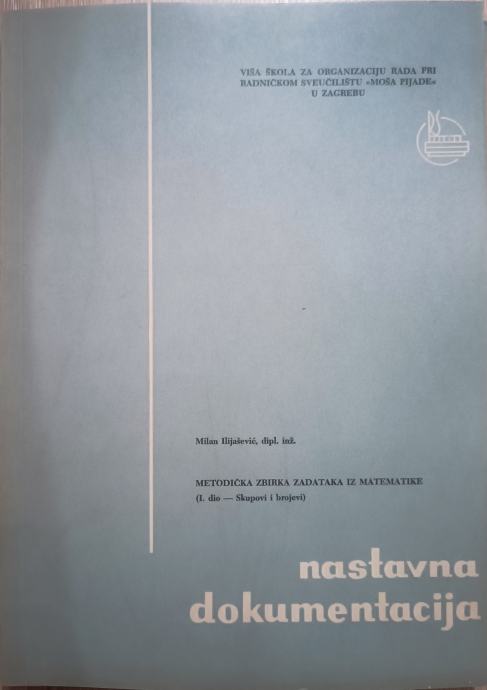 VIŠA ŠKOLA ZA ORGANIZACIJU RADA PRI
RADNIČKOM SVEUČILIŠTU »MOŠA PIJADE«
U ZAGREBU
Milan Ilijašević, dipl. inž.
METODIČKA ZBIRKA ZADATAKA IZ MATEMATIKE
(I. dio — Skupovi i brojevi)
nastavna
dokumentacija